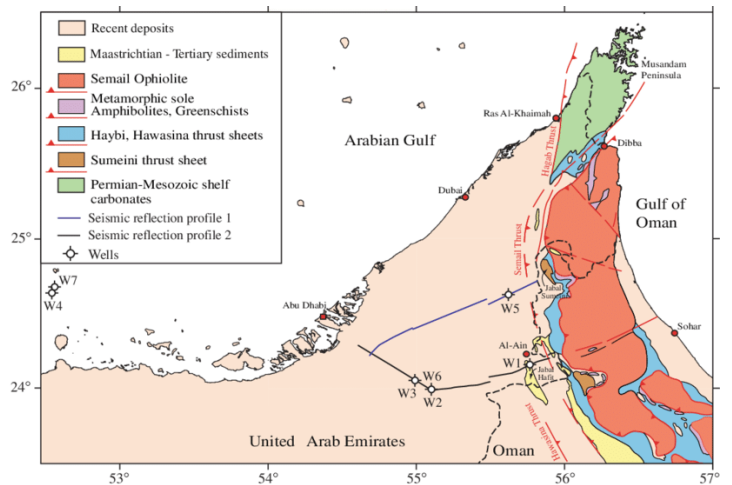 Recent deposits
Maastrichtian - Tertiary sediments
Semail Ophiolite
Metamorphic sole
Amphibolites, Greenschists
Haybi, Hawasina thrust sheets
Sumeini thrust sheet
Permian-Mesozoic shelf
carbonates
Seismic reflection profile 1
Seismic reflection profile 2
Wells
26°
25°
24°
53°
54°
55°
56°
57°
Musandam
Peninsula
Ras Al-Khaimah
Arabian Gulf
Hagab Thrust
Dibba
Dubai
Gulf of
Oman
Semail Thrust
Jabal
Sumeini
W7
W4
Abu Dhabi
W5
Sohar
Al-Ain
W1
Jabal
Hafit
W6
W3
W2
Hawasina Thrust
United Arab Emirates
Oman